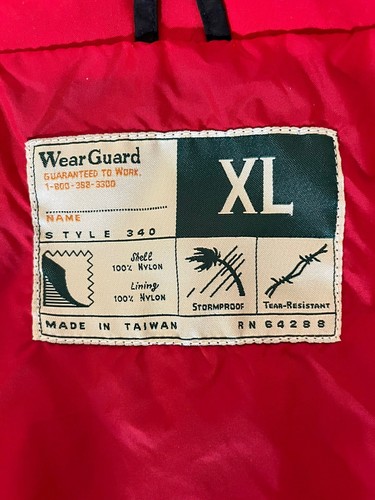 WearGuard
GUARANTEED TO WORK.
1-800-388-3300
XL
NAME
STYLE 340
Shell
100% NYLON
Lining
100% NYLON
STORMPROOF
TEAR-RESISTANT
MADE IN TAIWAN
RN 64288